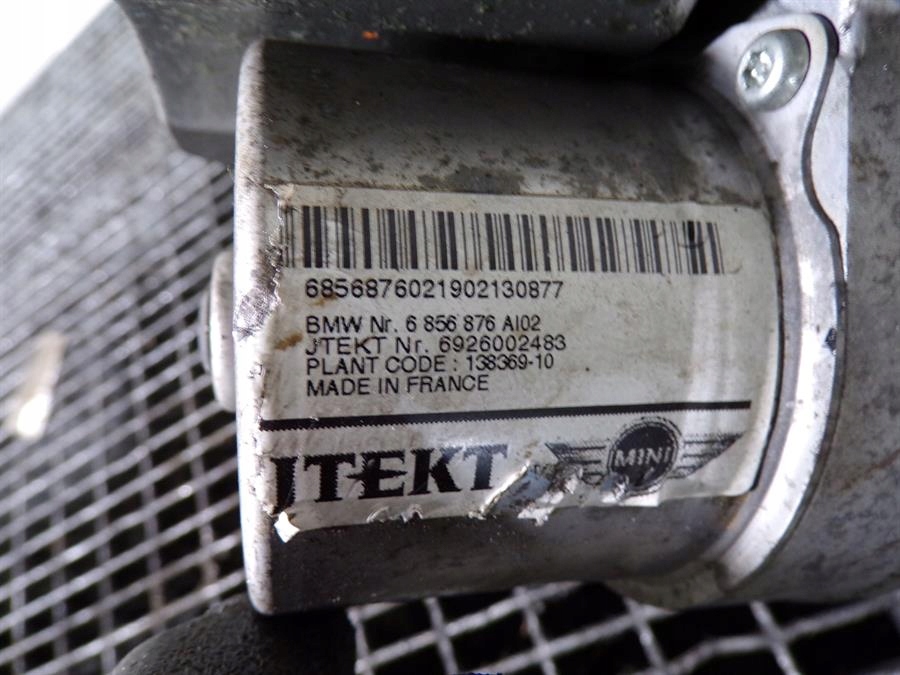 6856876021902130877
BMW Nr. 6 856 876 AI02
JTEKT Nr. 6926002483
PLANT CODE : 138369-10
MADE IN FRANCE
JTEKT
MINI